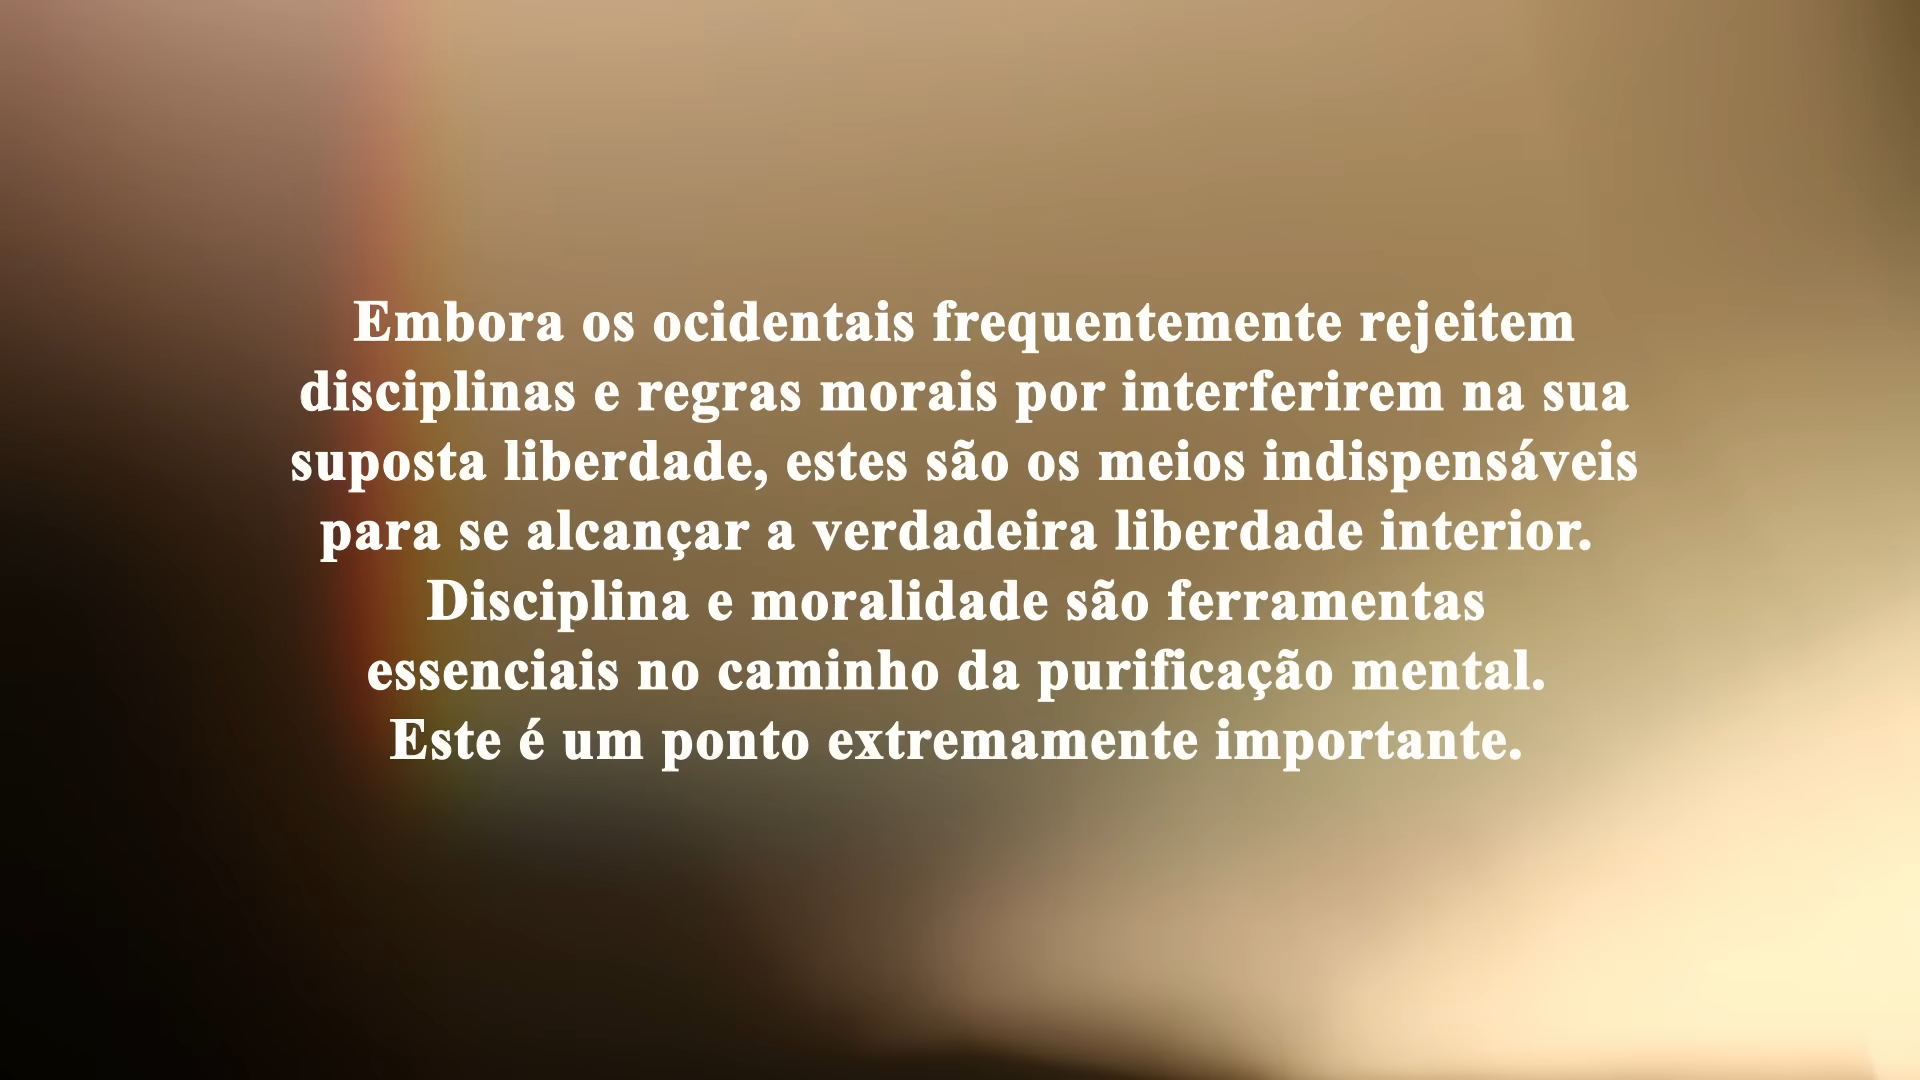 Embora os ocidentais frequentemente rejeitem
disciplinas e regras morais por interferirem na sua
suposta liberdade, estes são os meios indispensáveis
para se alcançar a verdadeira liberdade interior.
Disciplina e moralidade são ferramentas
essenciais no caminho da purificação mental.
Este é um ponto extremamente importante.